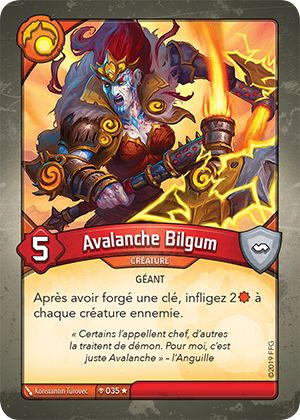 5
Avalanche Bilgum
CRÉATURE
GÉANT
Après avoir forgé une clé, infligez 2 à
chaque créature ennemie.
« Certains l'appellent chef, d'autres
la traitent de démon. Pour moi, c'est
juste Avalanche » – l'Anguille
©2019 FFG
Konstantin Turovec
035